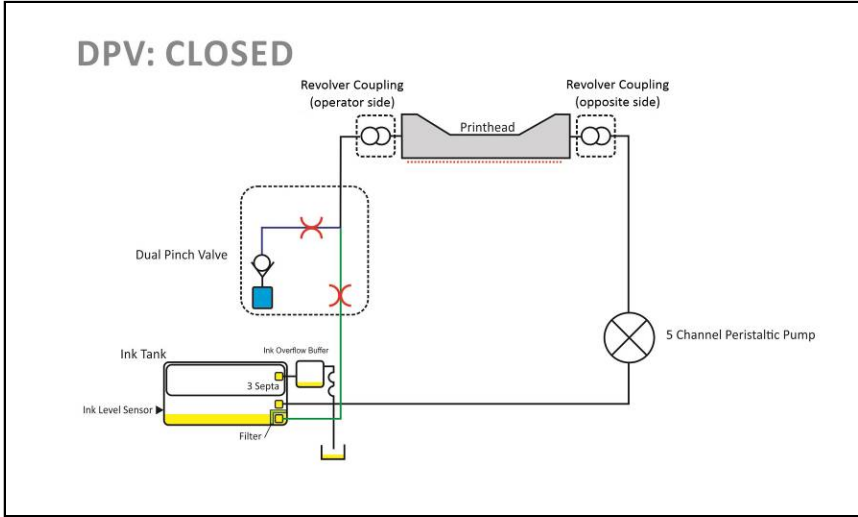 DPV: CLOSED
Revolver Coupling
(operator side)
Revolver Coupling
(opposite side)
Printhead
Dual Pinch Valve
5 Channel Peristaltic Pump
Ink Tank
Ink Overflow Buffer
3 Septa
Ink Level Sensor
Filter